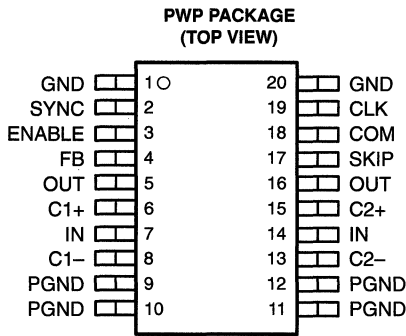 PWP PACKAGE
(TOP VIEW)
GND 1 20 GND
SYNC 2 19 CLK
ENABLE 3 18 COM
FB 4 17 SKIP
OUT 5 16 OUT
C1+ 6 15 C2+
IN 7 14 IN
C1– 8 13 C2–
PGND 9 12 PGND
PGND 10 11 PGND